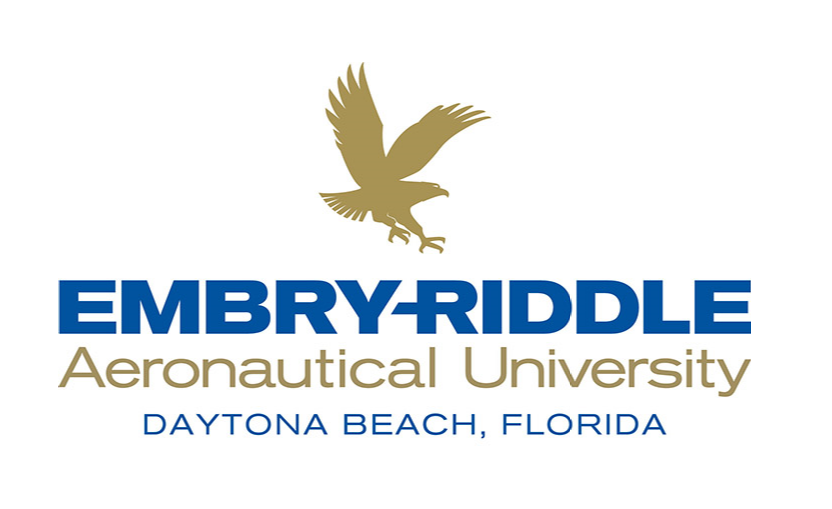 EMBRY-RIDDLE
Aeronautical University
DAYTONA BEACH, FLORIDA